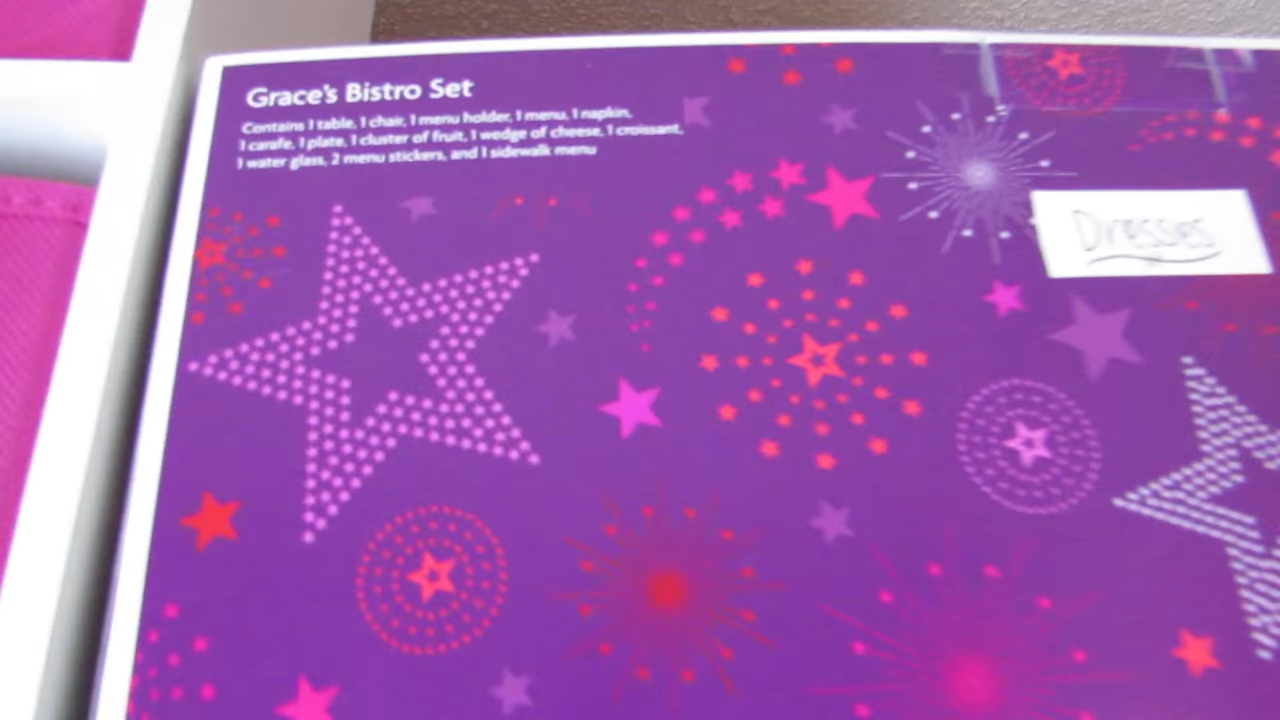 Grace's Bistro Set
Contains 1 table, 1 chair, 1 menu holder, 1 menu, 1 napkin,
1 carafe, 1 plate, 1 cluster of fruit, 1 wedge of cheese, 1 croissant,
1 water glass, 2 menu stickers, and 1 sidewalk menu
Dresses